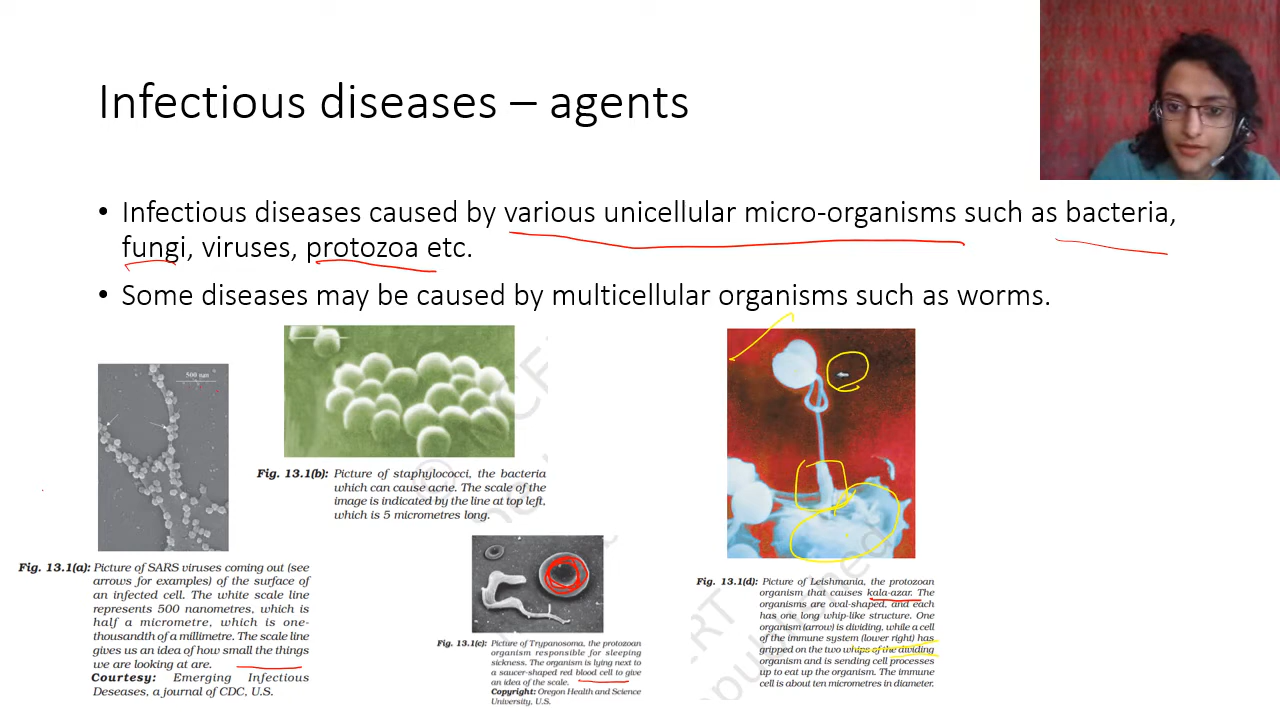 Infectious diseases – agents
• Infectious diseases caused by various unicellular micro-organisms such as bacteria,
fungi, viruses, protozoa etc.
• Some diseases may be caused by multicellular organisms such as worms.
500 nan
Fig. 13.1(a): Picture of SARS viruses coming out (see
arrows for examples) of the surface of
an infected cell. The white scale line
represents 500 nanometres, which is
half a micrometre, which is one-
thousandth of a millimetre. The scale line
gives us an idea of how small the things
we are looking at are.
Courtesy: Emerging Infectious
Deseases, a journal of CDC, U.S.
Fig. 13.1(b): Picture of staphylococci, the bacteria
which can cause acne. The scale of the
image is indicated by the line at top left,
which is 5 micrometres long.
Fig. 13.1(c): Picture of Trypanosoma, the protozoan
organism responsible for sleeping
sickness. The organism is lying next to
a saucer-shaped red blood cell to give
an idea of the scale.
Copyright: Oregon Health and Science
University, U.S.
Fig. 13.1(d): Picture of Leishmania, the protozoan
organism that causes kala-azar. The
organisms are oval-shaped, and each
has one long whip-like structure. One
organism (arrow) is dividing, while a cell
of the immune system (lower right) has
gripped on the two whips of the dividing
organism and is sending cell processes
up to eat up the organism. The immune
cell is about ten micrometres in diameter.